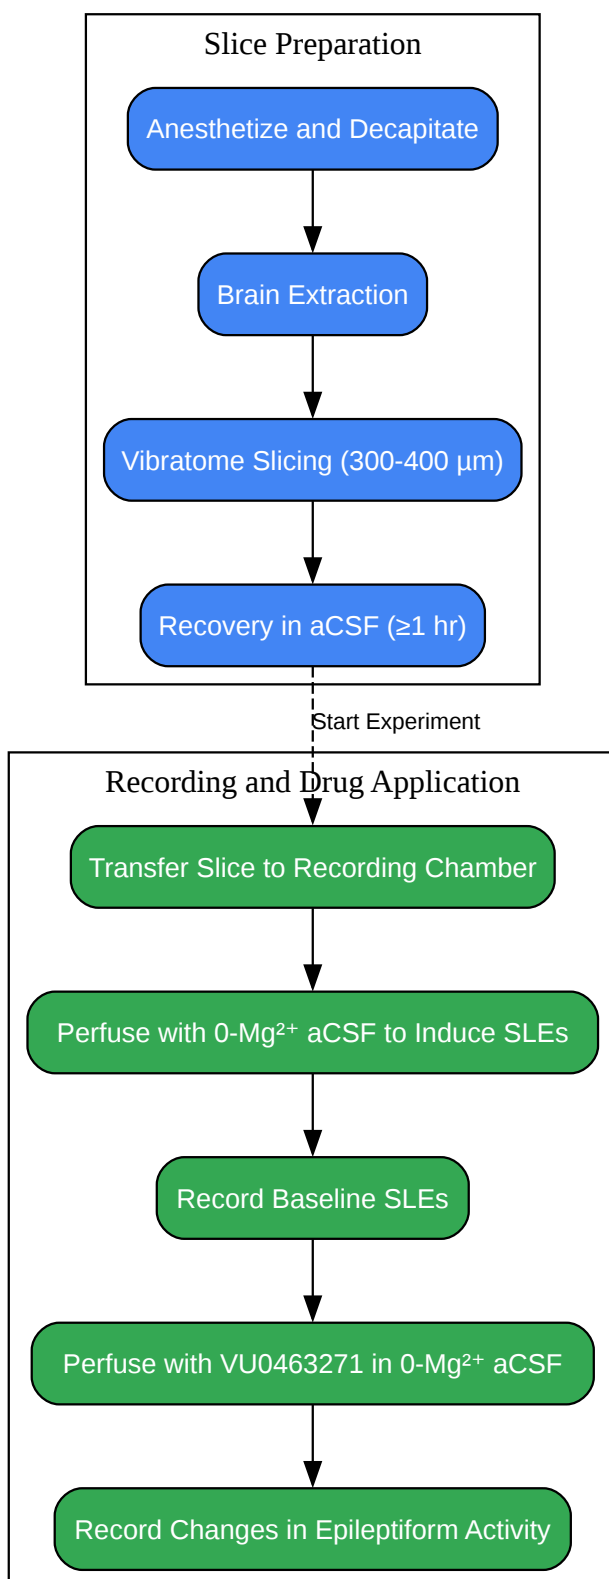 Slice Preparation
Anesthetize and Decapitate
Brain Extraction
Vibratome Slicing (300-400 µm)
Recovery in aCSF (≥1 hr)
Start Experiment
Recording and Drug Application
Transfer Slice to Recording Chamber
Perfuse with 0-Mg²⁺ aCSF to Induce SLEs
Record Baseline SLEs
Perfuse with VU0463271 in 0-Mg²⁺ aCSF
Record Changes in Epileptiform Activity